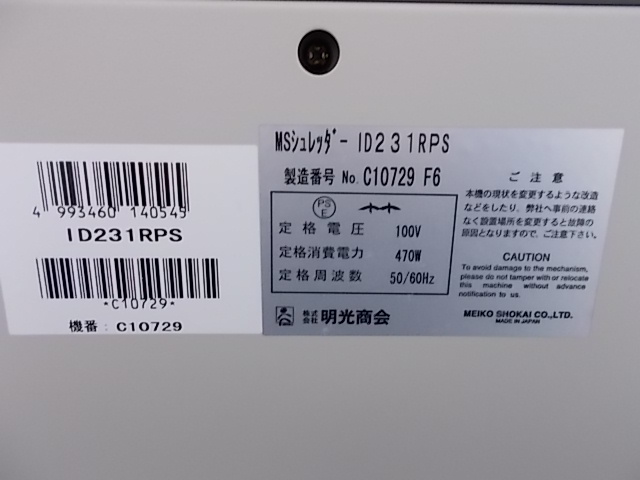 4 993460 140545
ID231RPS
*C10729*
機番:C10729
MSシュレッダー ID231RPS
製造番号 No. C10729 F6
PS
E
定格電圧 100V
定格消費電力 470W
定格周波数 50/60Hz
株式
会社 明光商会
ご注意
本機の現状を変更するような改造
などをしたり、弊社へ事前の連絡
なく設置場所を変更すると故障の
原因となりますので、ご注意下さい。
CAUTION
To avoid damage to the mechanism,
please do not tamper with or relocate
this machine without advance
notification to us.
MEIKO SHOKAI CO.,LTD.
MADE IN JAPAN